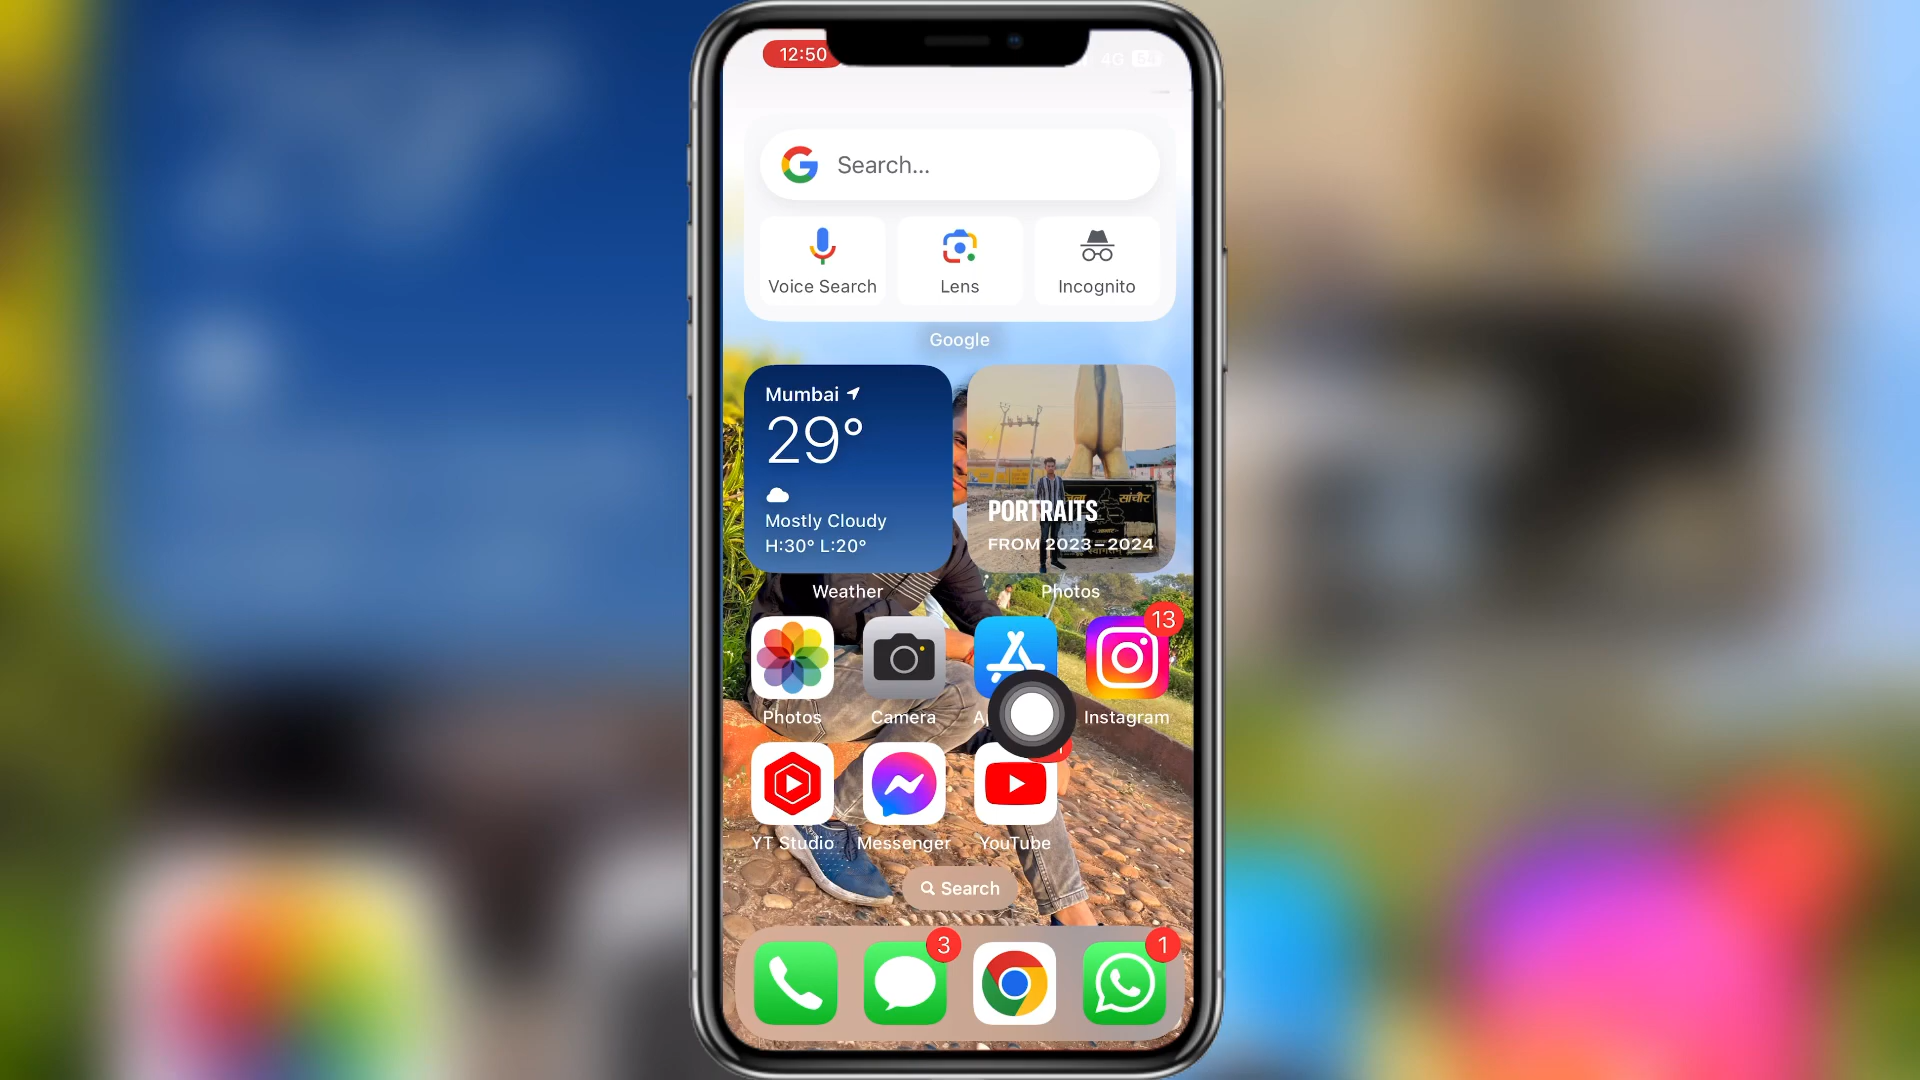 12:50
4G
Search...
Voice Search
Lens
Incognito
Google
Mumbai
29°
Mostly Cloudy
H:30° L:20°
जिला
सांचौर
PORTRAITS
FROM 2023–2024
Weather
Photos
13
Photos
Camera
Instagram
YT Studio
Messenger
YouTube
Search
3
1